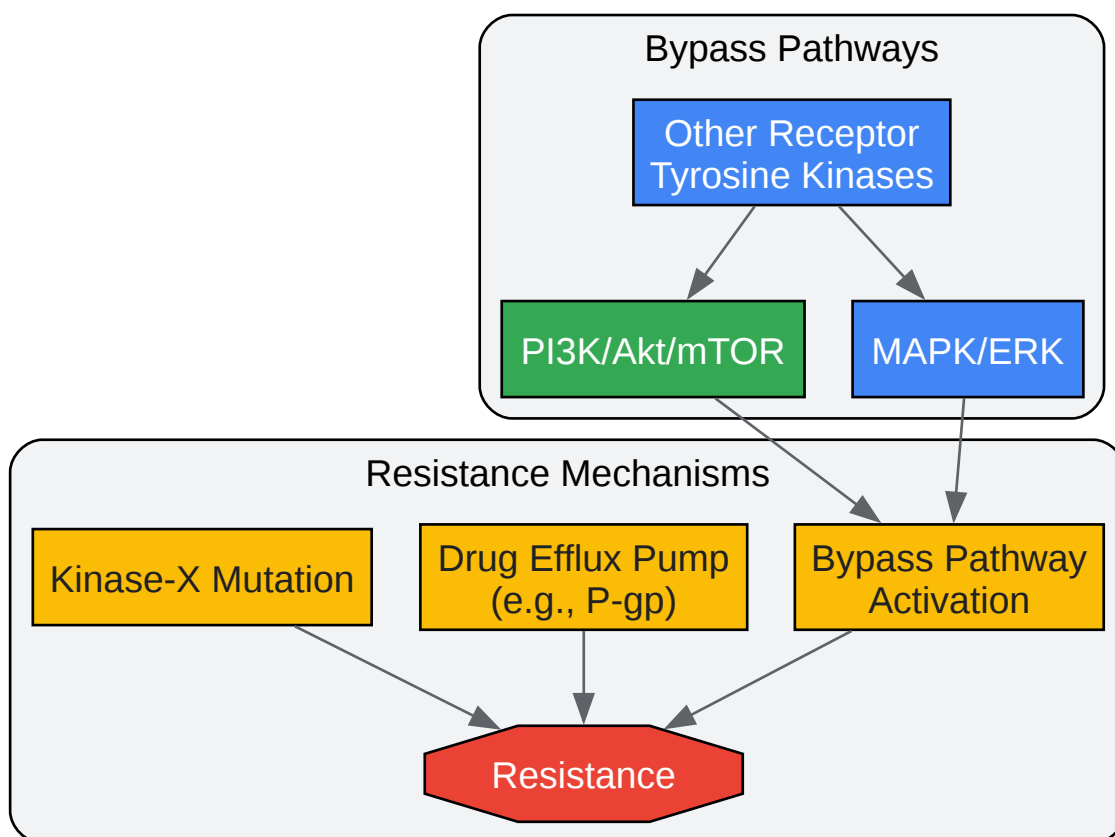 Bypass Pathways
Other Receptor
Tyrosine Kinases
PI3K/Akt/mTOR
MAPK/ERK
Resistance Mechanisms
Kinase-X Mutation
Drug Efflux Pump
(e.g., P-gp)
Bypass Pathway
Activation
Resistance